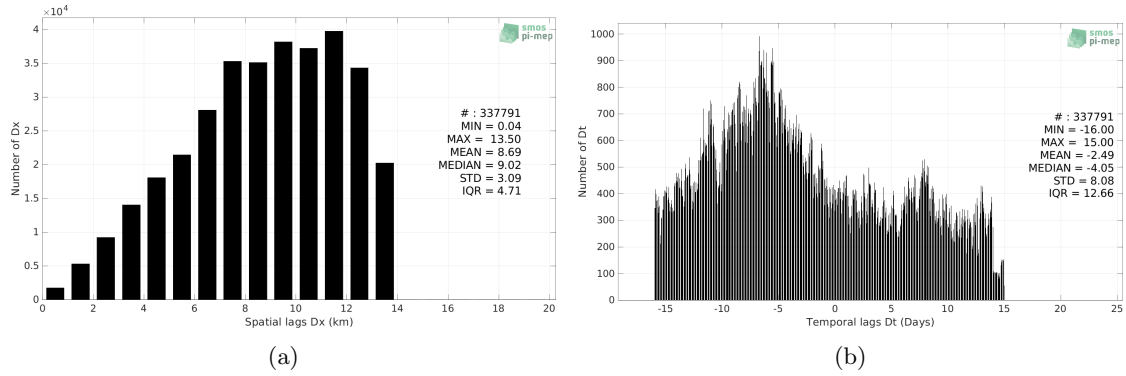 ×10⁴
4
3.5
3
2.5
2
1.5
1
0.5
0
0 2 4 6 8 10 12 14 16 18 20
Number of Dx
Spatial lags Dx (km)
smos
pi-mep
# : 337791
MIN = 0.04
MAX = 13.50
MEAN = 8.69
MEDIAN = 9.02
STD = 3.09
IQR = 4.71
(a)
1000
900
800
700
600
500
400
300
200
100
0
-15 -10 -5 0 5 10 15 20 25
Number of Dt
Temporal lags Dt (Days)
smos
pi-mep
# : 337791
MIN = -16.00
MAX = 15.00
MEAN = -2.49
MEDIAN = -4.05
STD = 8.08
IQR = 12.66
(b)